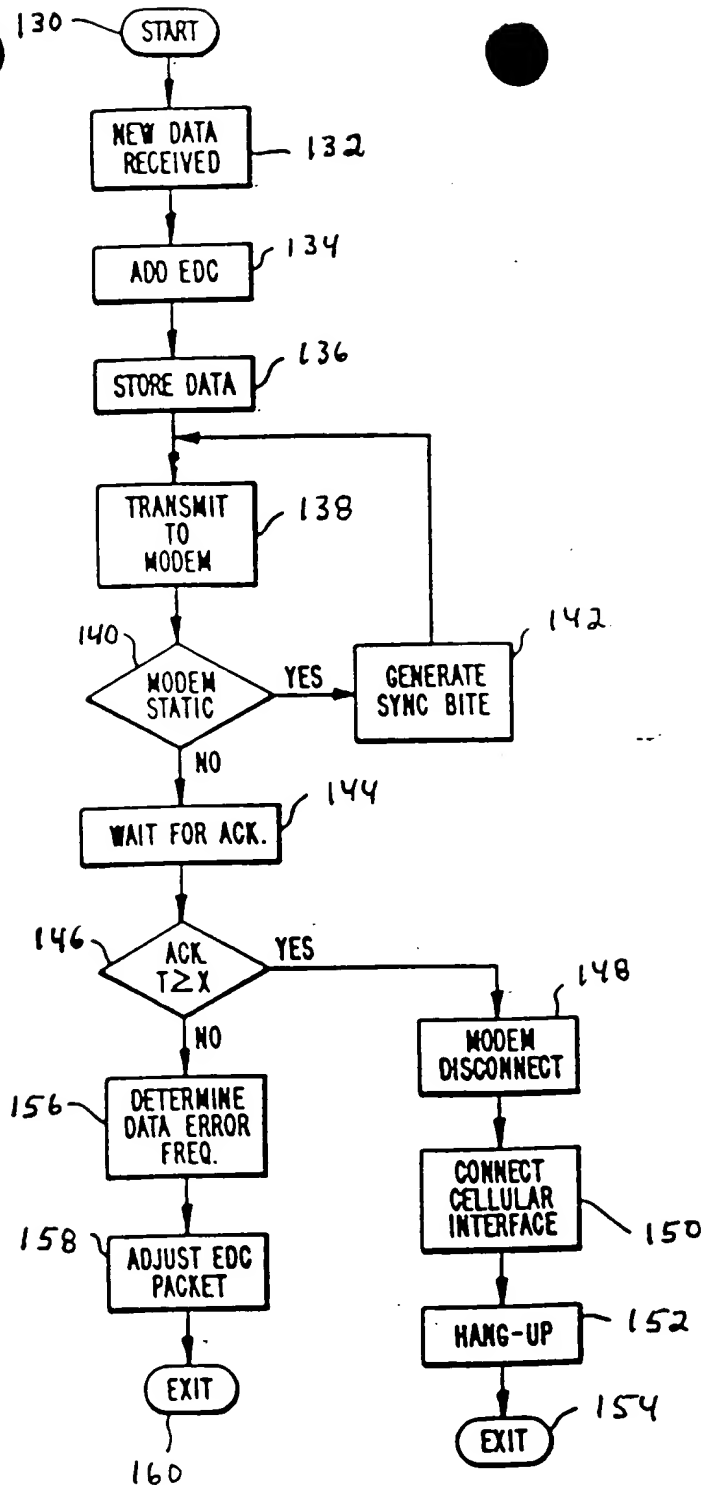 130
START
NEW DATA
RECEIVED
132
ADD EDC
134
136
STORE DATA
TRANSMIT
TO
MODEM
138
140
MODEM
STATIC
YES
GENERATE
SYNC BITE
142
NO
144
WAIT FOR ACK.
146
ACK
T≥X
YES
NO
148
MODEM
DISCONNECT
156
DETERMINE
DATA ERROR
FREQ.
CONNECT
CELLULAR
INTERFACE
150
158
ADJUST EDC
PACKET
HANG-UP
152
EXIT
160
EXIT
154